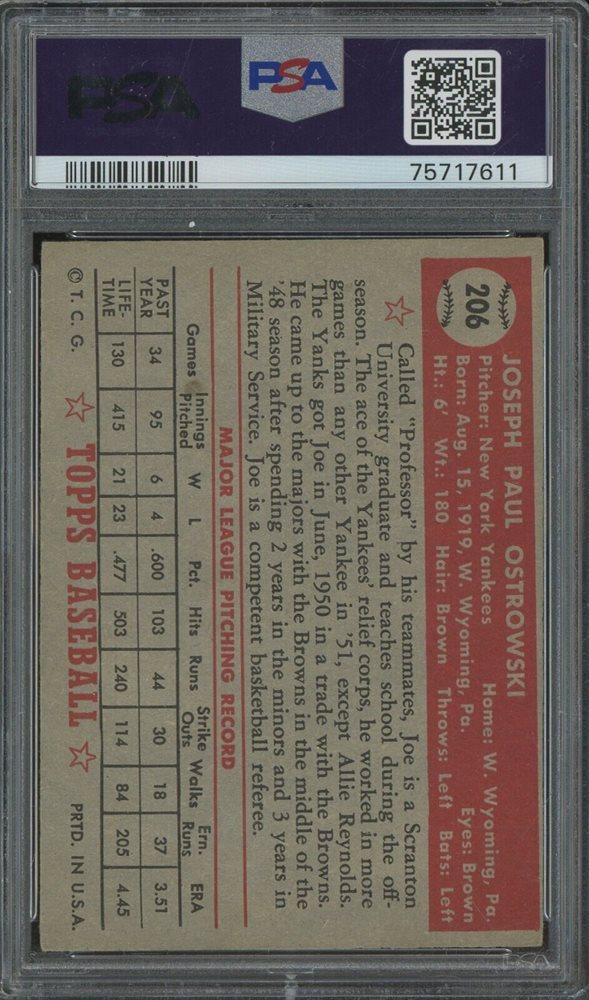 PSA
PSA
75717611
206
JOSEPH PAUL OSTROWSKI
Pitcher: New York Yankees Home: W. Wyoming, Pa.
Born: Aug. 15, 1919, W. Wyoming, Pa. Eyes: Brown
Ht.: 6' Wt.: 180 Hair: Brown Throws: Left Bats: Left
Called "Professor" by his teammates, Joe is a Scranton
University graduate and teaches school during the off-
season. The ace of the Yankees' relief corps, he worked in more
games than any other Yankee in '51, except Allie Reynolds.
The Yanks got Joe in June, 1950 in a trade with the Browns.
He came up to the majors with the Browns in the middle of the
'48 season after spending 2 years in the minors and 3 years in
Military Service. Joe is a competent basketball referee.
MAJOR LEAGUE PITCHING RECORD
Games Innings Pitched W L Pct. Hits Runs Strike Outs Walks Ern. Runs ERA
PAST YEAR 34 95 6 4 .600 103 44 30 18 37 3.51
LIFE-TIME 130 415 21 23 .477 503 240 114 84 205 4.45
© T. C. G. TOPPS BASEBALL PRTD. IN U.S.A.